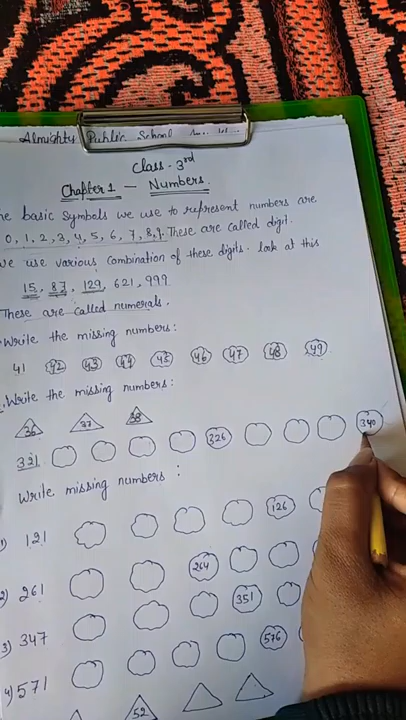 Almighty Public School
Class - 3rd
Chapter 1 - Numbers
he basic symbols we use to represent numbers are
0, 1, 2, 3, 4, 5, 6, 7, 8, 9. These are called digit.
we use various combination of these digits. look at this
15, 87, 129, 621, 999
These are called numerals.
Write the missing numbers:
41 42 43 44 45 46 47 48 49
Write the missing numbers:
36 37 38
321 326 340
Write missing numbers:
1) 121 126
2) 261 264
3) 347 351
4) 571 576
52